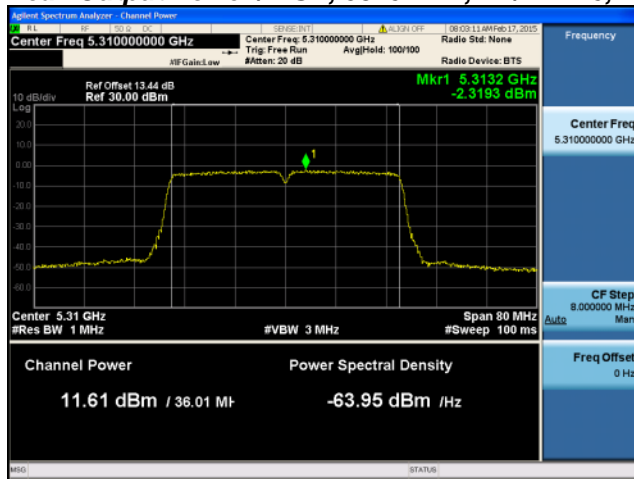 Agilent Spectrum Analyzer - Channel Power
RL RF 50 Ω DC SENSE:INT ALIGN OFF 08:03:11 AM Feb 17, 2015
Center Freq 5.310000000 GHz Center Freq: 5.310000000 GHz Radio Std: None
Trig: Free Run Avg|Hold: 100/100
#IFGain:Low #Atten: 20 dB Radio Device: BTS
Frequency
Mkr1 5.3132 GHz
-2.3193 dBm
Ref Offset 13.44 dB
10 dB/div Ref 30.00 dBm
Log
20.0
10.0
0.00
-10.0
-20.0
-30.0
-40.0
-50.0
-60.0
1
Center 5.31 GHz Span 80 MHz
#Res BW 1 MHz #VBW 3 MHz #Sweep 100 ms
Channel Power Power Spectral Density
11.61 dBm / 36.01 MH -63.95 dBm /Hz
Center Freq
5.310000000 GHz
CF Step
8.000000 MHz
Auto Man
Freq Offset
0 Hz
MSG STATUS